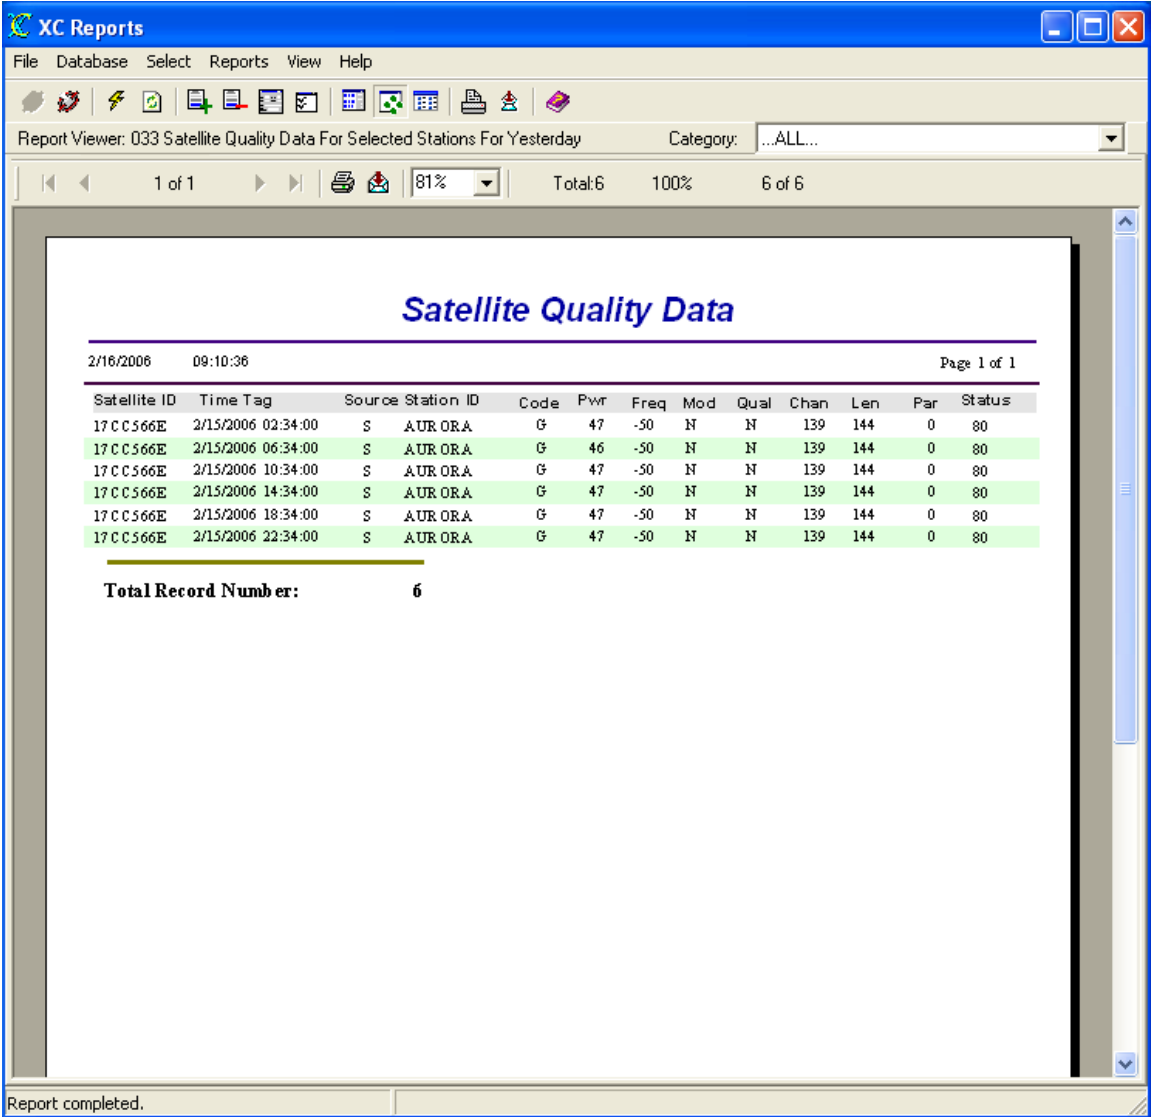 XC Reports
File Database Select Reports View Help
Report Viewer: 033 Satellite Quality Data For Selected Stations For Yesterday Category: ...ALL...
1 of 1 81% Total:6 100% 6 of 6
Satellite Quality Data
2/16/2006 09:10:36 Page 1 of 1
Satellite ID Time Tag Source Station ID Code Pwr Freq Mod Qual Chan Len Par Status
17CC566E 2/15/2006 02:34:00 S AURORA G 47 -50 N N 139 144 0 80
17CC566E 2/15/2006 06:34:00 S AURORA G 46 -50 N N 139 144 0 80
17CC566E 2/15/2006 10:34:00 S AURORA G 47 -50 N N 139 144 0 80
17CC566E 2/15/2006 14:34:00 S AURORA G 47 -50 N N 139 144 0 80
17CC566E 2/15/2006 18:34:00 S AURORA G 47 -50 N N 139 144 0 80
17CC566E 2/15/2006 22:34:00 S AURORA G 47 -50 N N 139 144 0 80
Total Record Number: 6
Report completed.